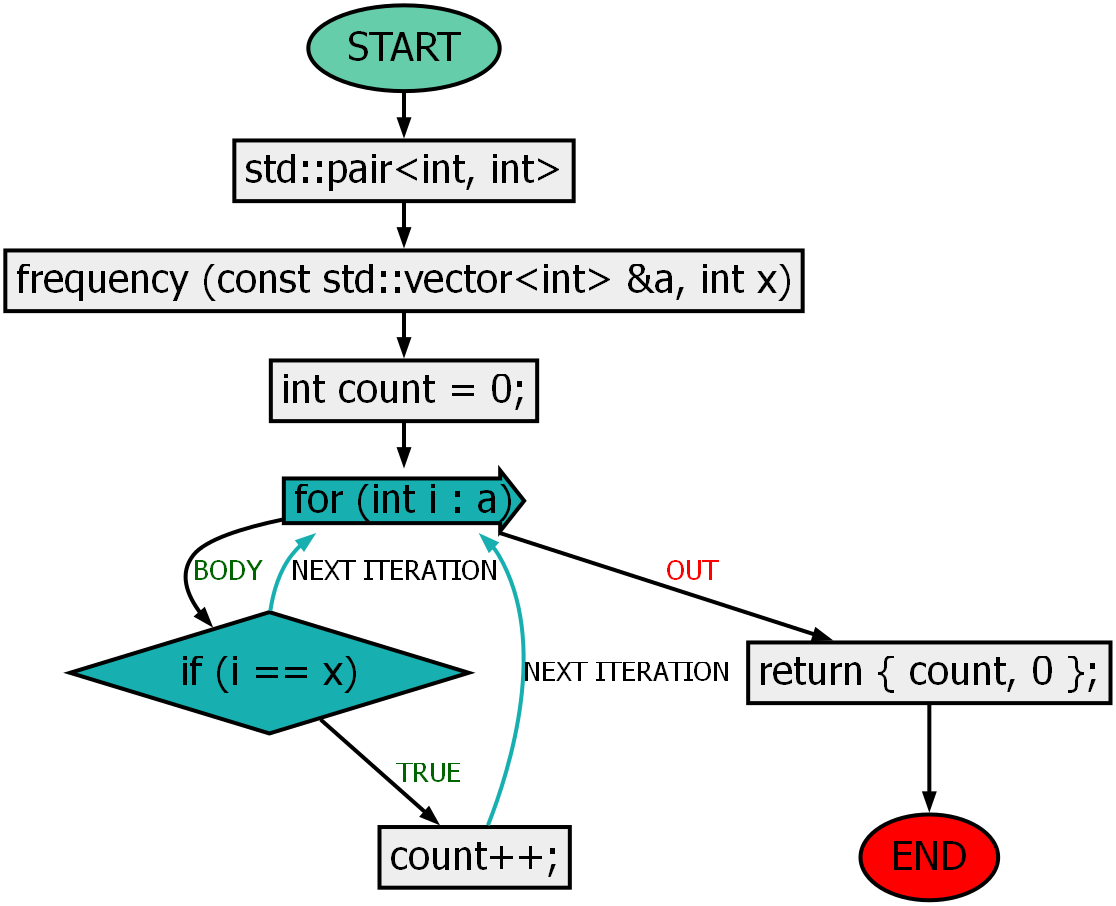 START
std::pair<int, int>
frequency (const std::vector<int> &a, int x)
int count = 0;
for (int i : a)
BODY
NEXT ITERATION
OUT
if (i == x)
NEXT ITERATION
return { count, 0 };
TRUE
count++;
END